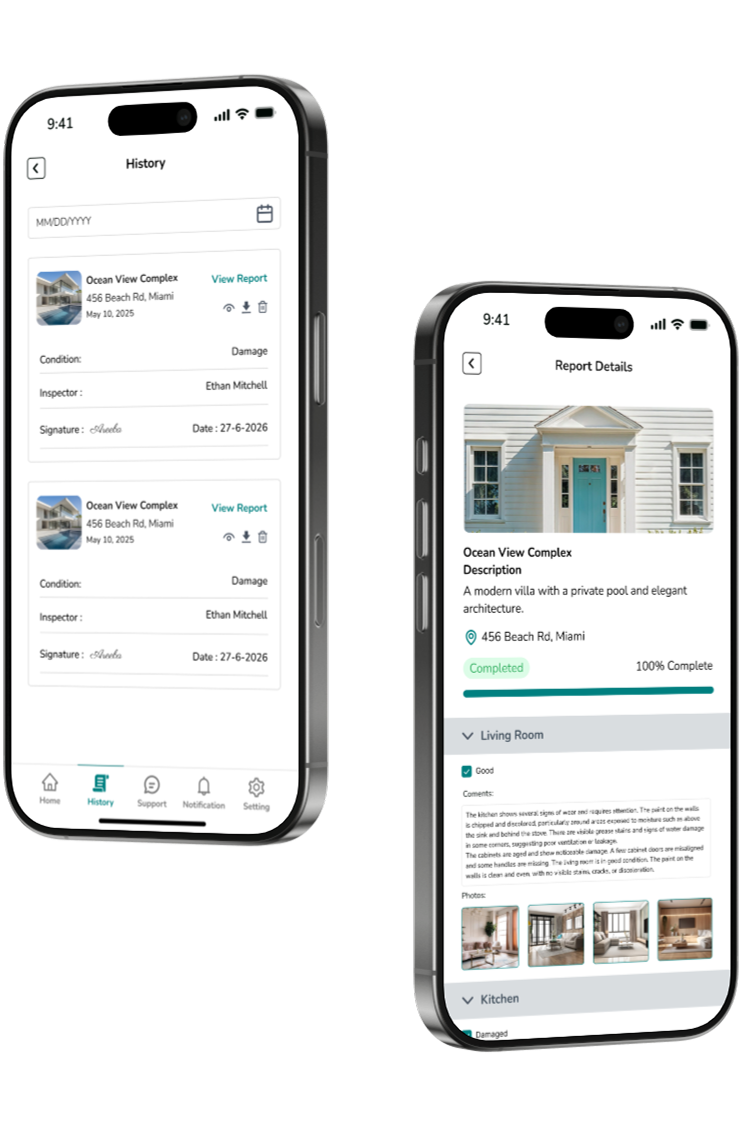 9:41
History
MM/DD/YYYY
Ocean View Complex
View Report
456 Beach Rd, Miami
May 10, 2025
Condition:
Damage
Inspector :
Ethan Mitchell
Signature : Areeba
Date : 27-6-2026
Ocean View Complex
View Report
456 Beach Rd, Miami
May 10, 2025
Condition:
Damage
Inspector :
Ethan Mitchell
Signature : Areeba
Date : 27-6-2026
Home
History
Support
Notification
Setting
9:41
Report Details
Ocean View Complex
Description
A modern villa with a private pool and elegant
architecture.
456 Beach Rd, Miami
Completed
100% Complete
Living Room
Good
Coments:
The kitchen shows several signs of wear and requires attention. The paint on the walls
is chipped and discolored, particularly around areas exposed to moisture such as above
the sink and behind the stove. There are visible grease stains and signs of water damage
in some corners, suggesting poor ventilation or leakage.
The cabinets are aged and show noticeable damage. A few cabinet doors are misaligned
and some handles are missing. The living room is in good condition. The paint on the
walls is clean and even, with no visible stains, cracks, or discoloration.
Photos:
Kitchen
Damaged